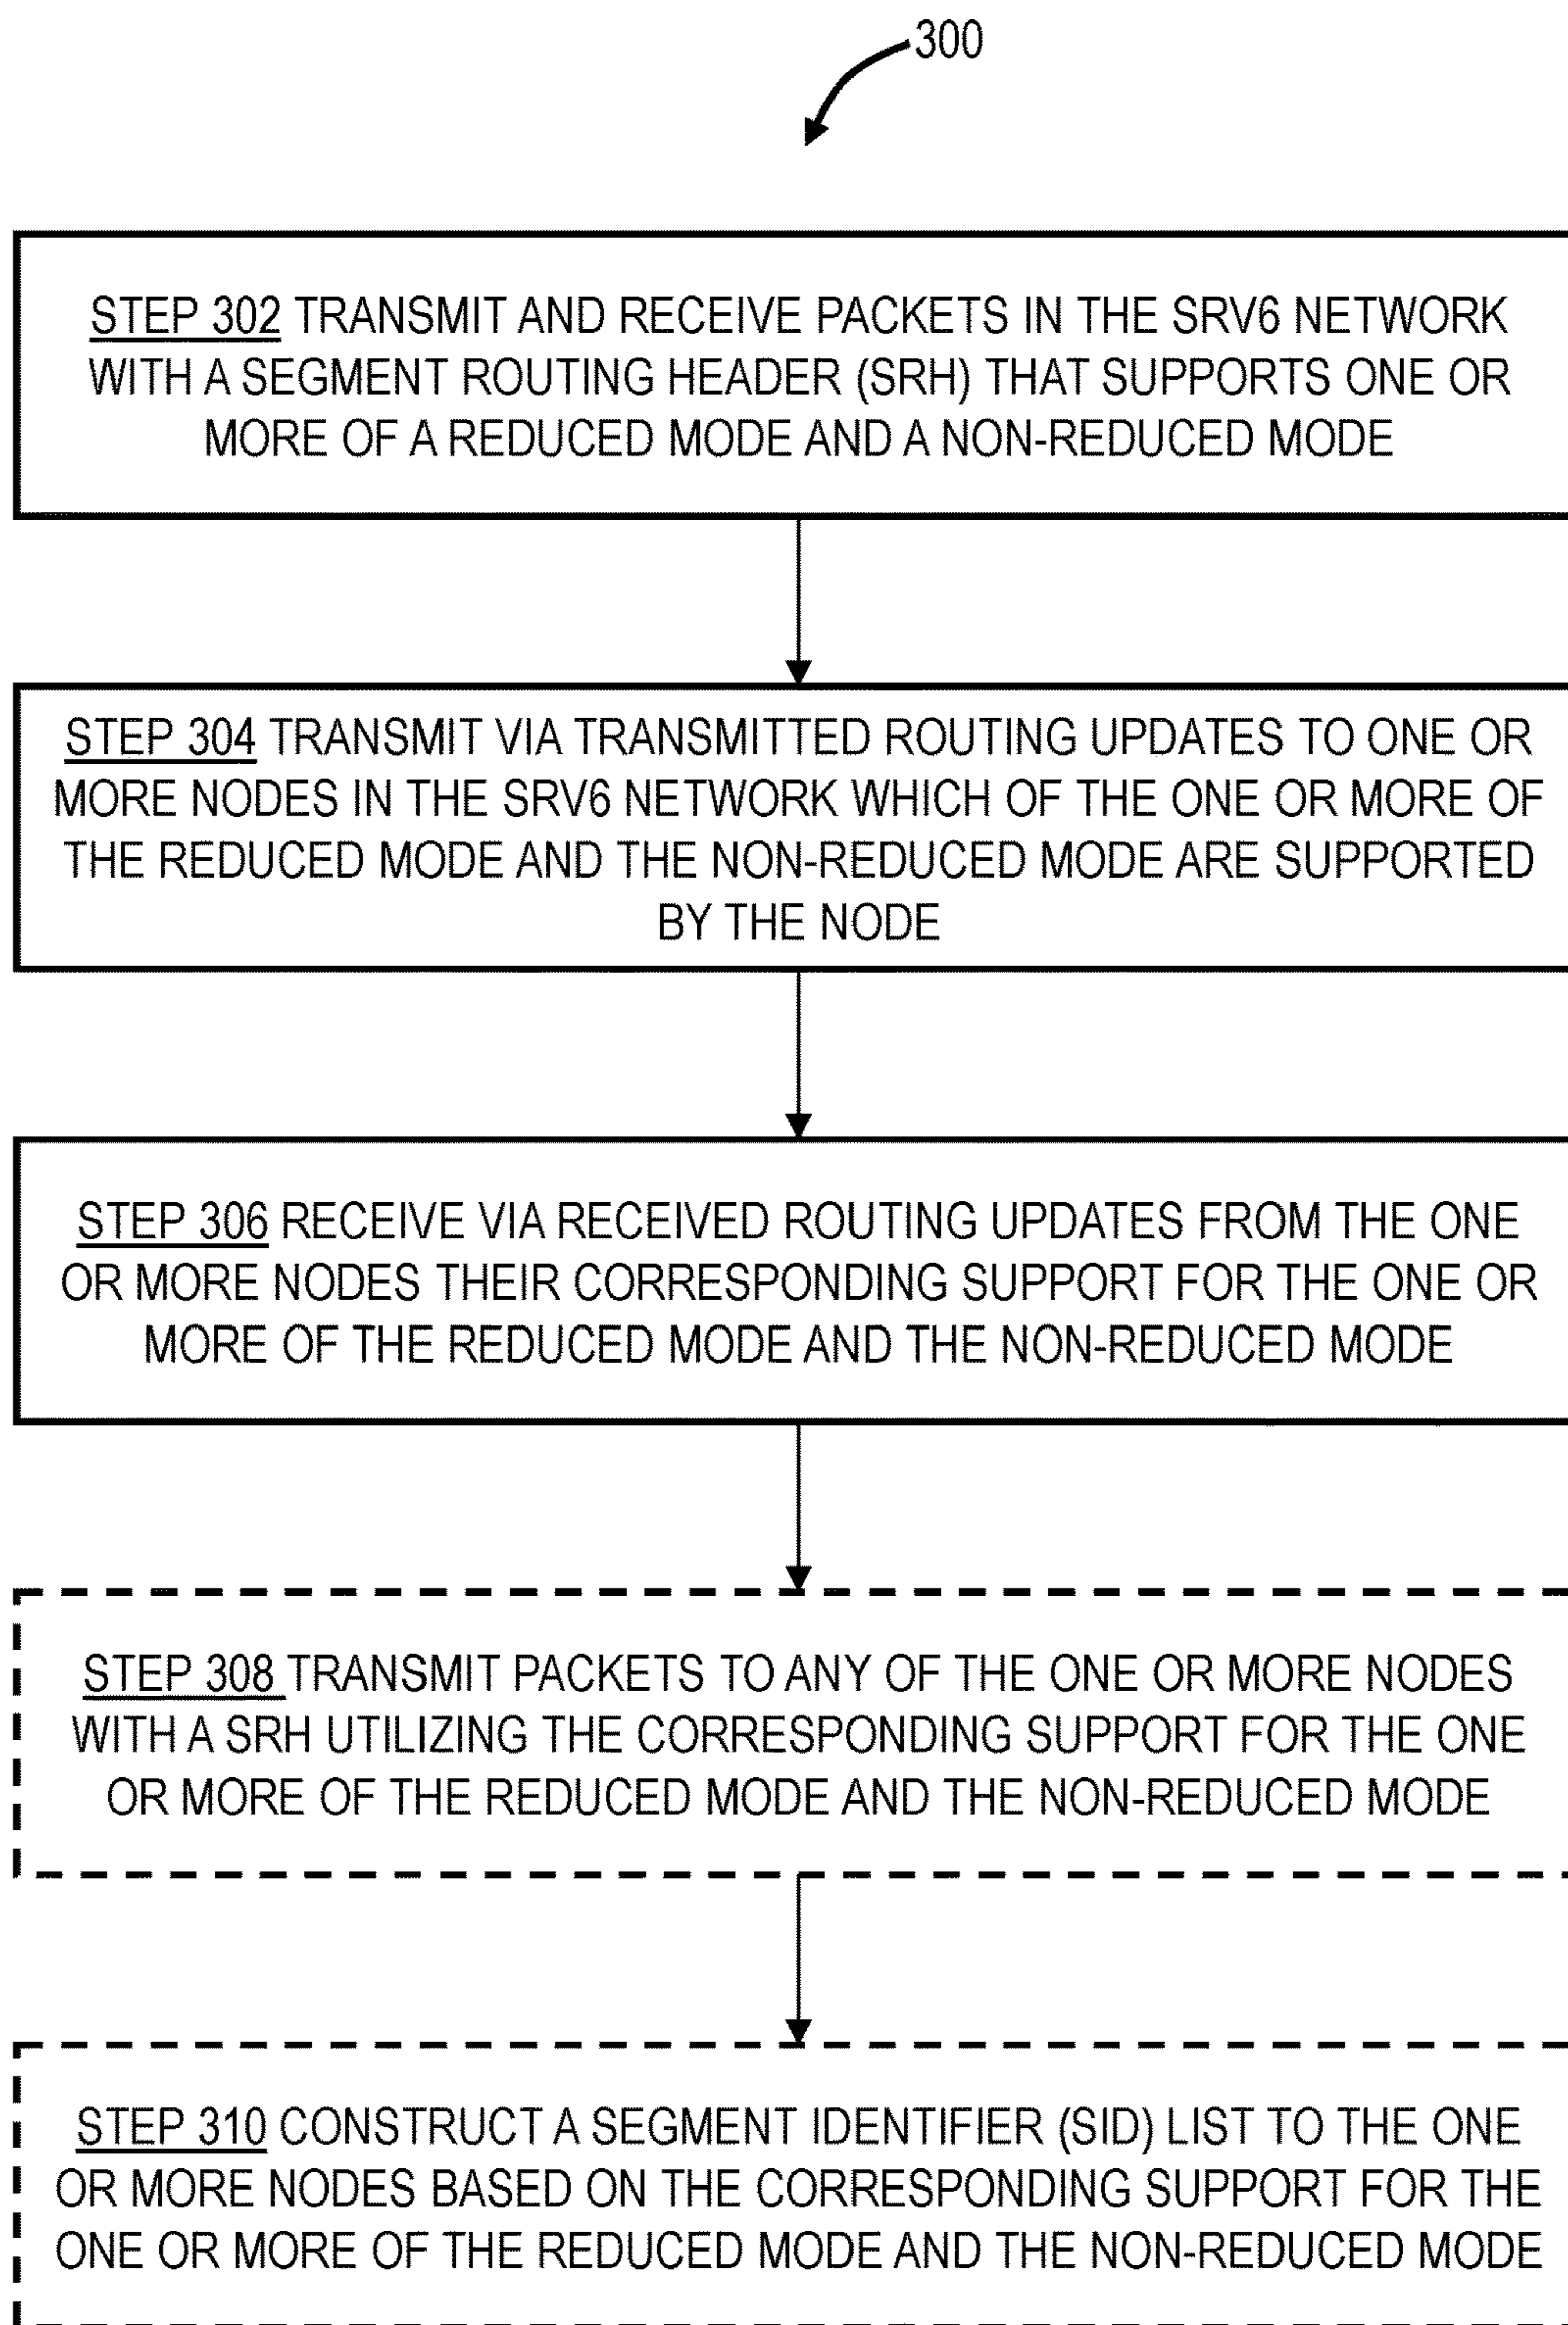 300
STEP 302 TRANSMIT AND RECEIVE PACKETS IN THE SRV6 NETWORK
WITH A SEGMENT ROUTING HEADER (SRH) THAT SUPPORTS ONE OR
MORE OF A REDUCED MODE AND A NON-REDUCED MODE
STEP 304 TRANSMIT VIA TRANSMITTED ROUTING UPDATES TO ONE OR
MORE NODES IN THE SRV6 NETWORK WHICH OF THE ONE OR MORE OF
THE REDUCED MODE AND THE NON-REDUCED MODE ARE SUPPORTED
BY THE NODE
STEP 306 RECEIVE VIA RECEIVED ROUTING UPDATES FROM THE ONE
OR MORE NODES THEIR CORRESPONDING SUPPORT FOR THE ONE OR
MORE OF THE REDUCED MODE AND THE NON-REDUCED MODE
STEP 308 TRANSMIT PACKETS TO ANY OF THE ONE OR MORE NODES
WITH A SRH UTILIZING THE CORRESPONDING SUPPORT FOR THE ONE
OR MORE OF THE REDUCED MODE AND THE NON-REDUCED MODE
STEP 310 CONSTRUCT A SEGMENT IDENTIFIER (SID) LIST TO THE ONE
OR MORE NODES BASED ON THE CORRESPONDING SUPPORT FOR THE
ONE OR MORE OF THE REDUCED MODE AND THE NON-REDUCED MODE